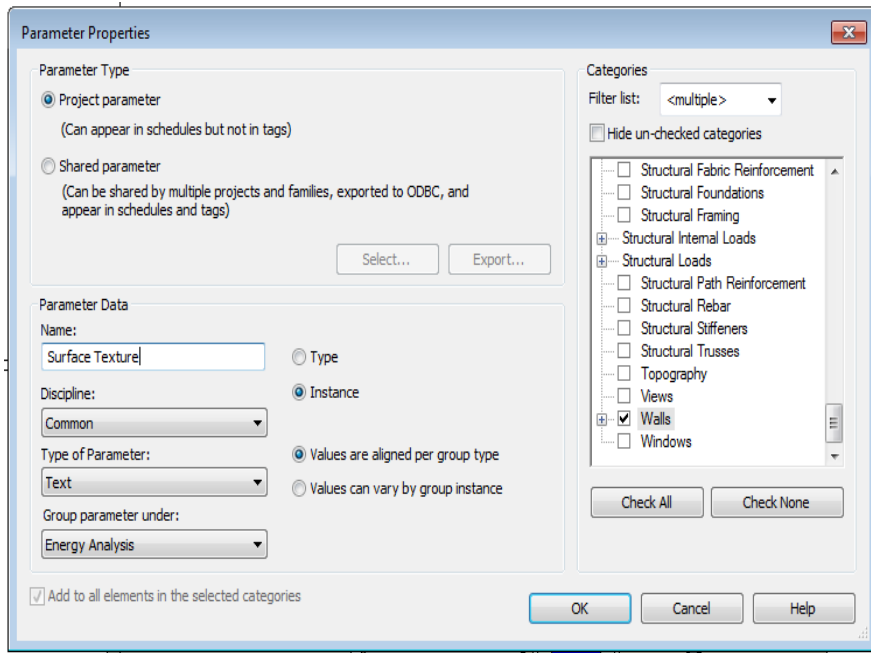 Parameter Properties
Parameter Type
Project parameter
(Can appear in schedules but not in tags)
Shared parameter
(Can be shared by multiple projects and families, exported to ODBC, and
appear in schedules and tags)
Select...
Export...
Parameter Data
Name:
Surface Texture
Type
Discipline:
Instance
Common
Type of Parameter:
Values are aligned per group type
Text
Values can vary by group instance
Group parameter under:
Energy Analysis
Add to all elements in the selected categories
Categories
Filter list:
<multiple>
Hide un-checked categories
Structural Fabric Reinforcement
Structural Foundations
Structural Framing
Structural Internal Loads
Structural Loads
Structural Path Reinforcement
Structural Rebar
Structural Stiffeners
Structural Trusses
Topography
Views
Walls
Windows
Check All
Check None
OK
Cancel
Help